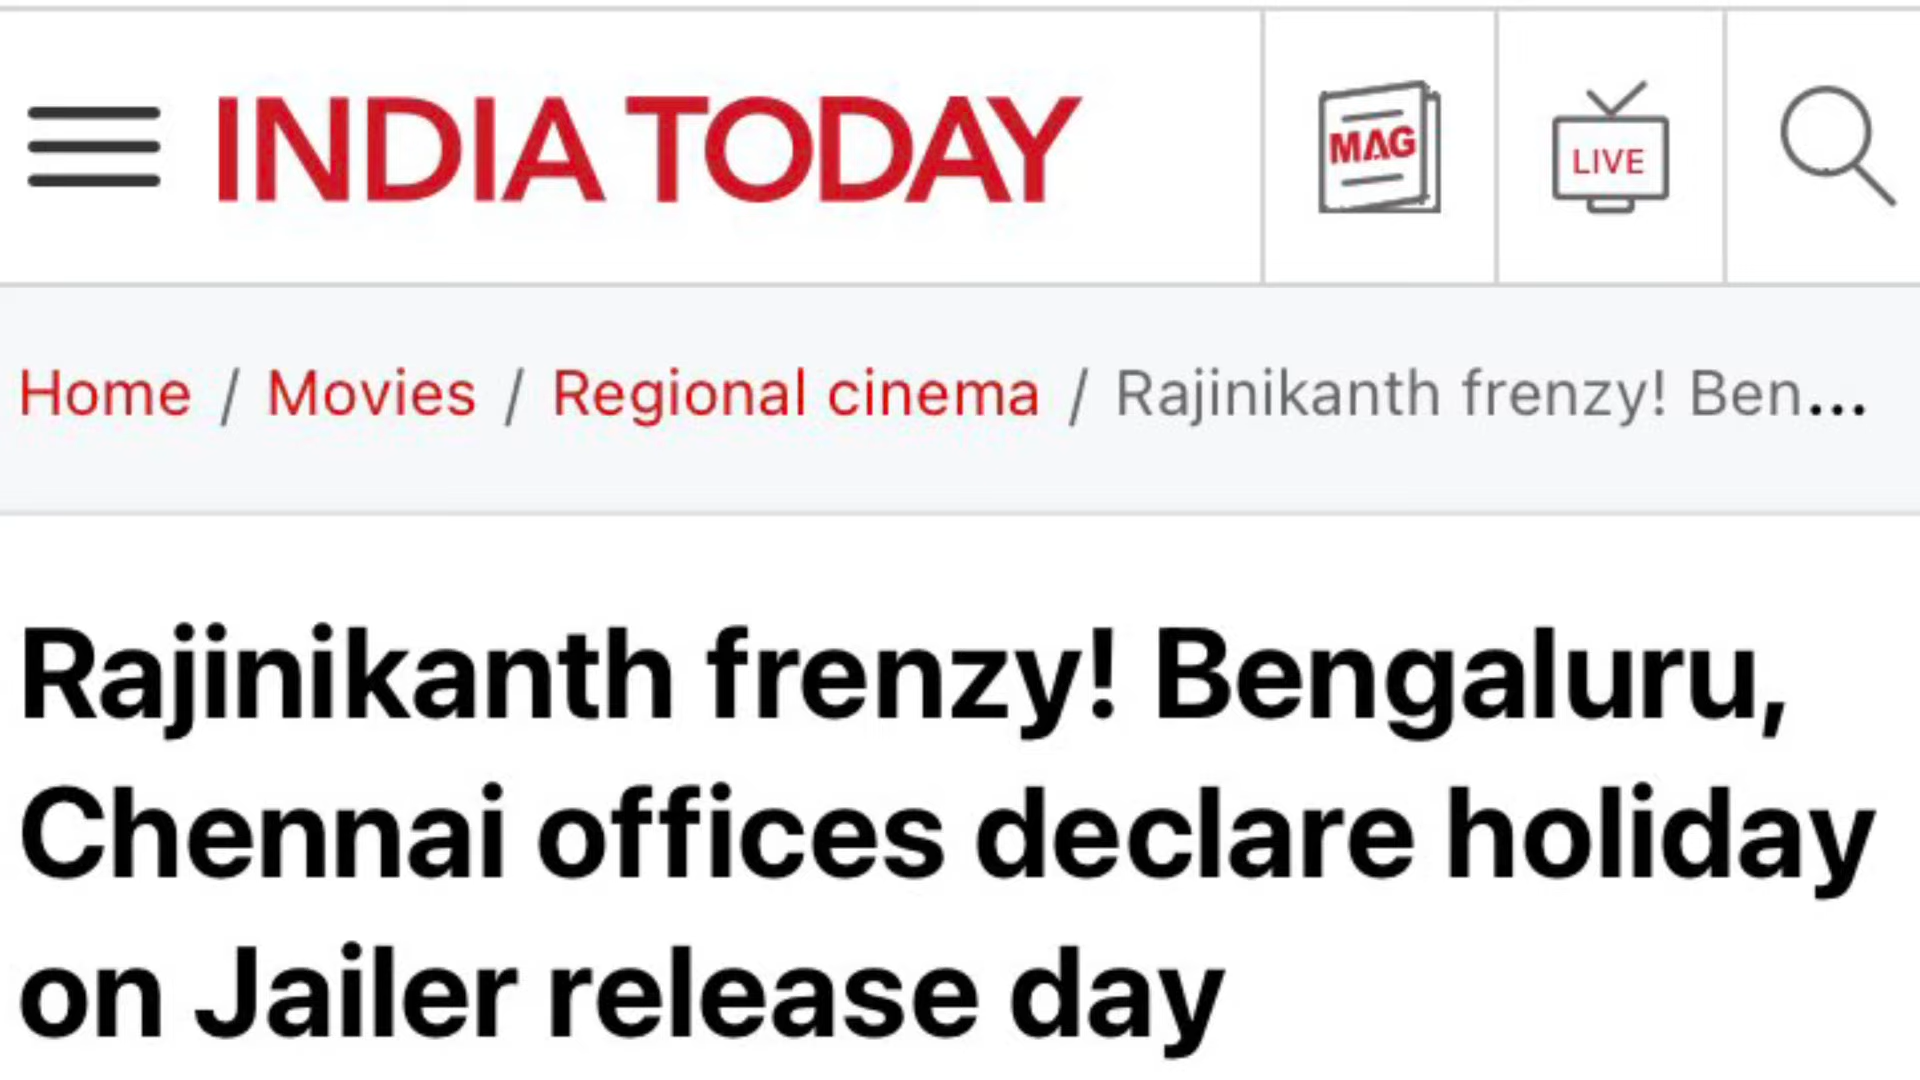 INDIA TODAY
MAG
LIVE
Home / Movies / Regional cinema / Rajinikanth frenzy! Ben...
Rajinikanth frenzy! Bengaluru,
Chennai offices declare holiday
on Jailer release day